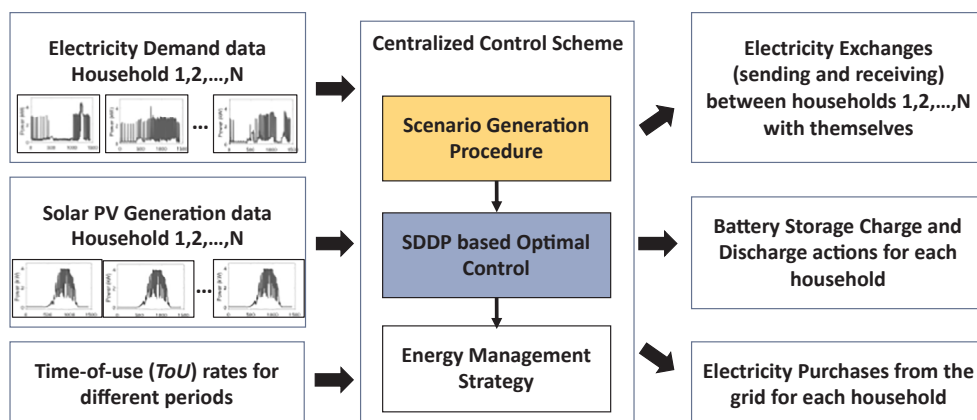 Electricity Demand data
Household 1,2,...,N
...
Solar PV Generation data
Household 1,2,...,N
...
Time-of-use (ToU) rates for
different periods
Centralized Control Scheme
Scenario Generation
Procedure
SDDP based Optimal
Control
Energy Management
Strategy
Electricity Exchanges
(sending and receiving)
between households 1,2,...,N
with themselves
Battery Storage Charge and
Discharge actions for each
household
Electricity Purchases from the
grid for each household